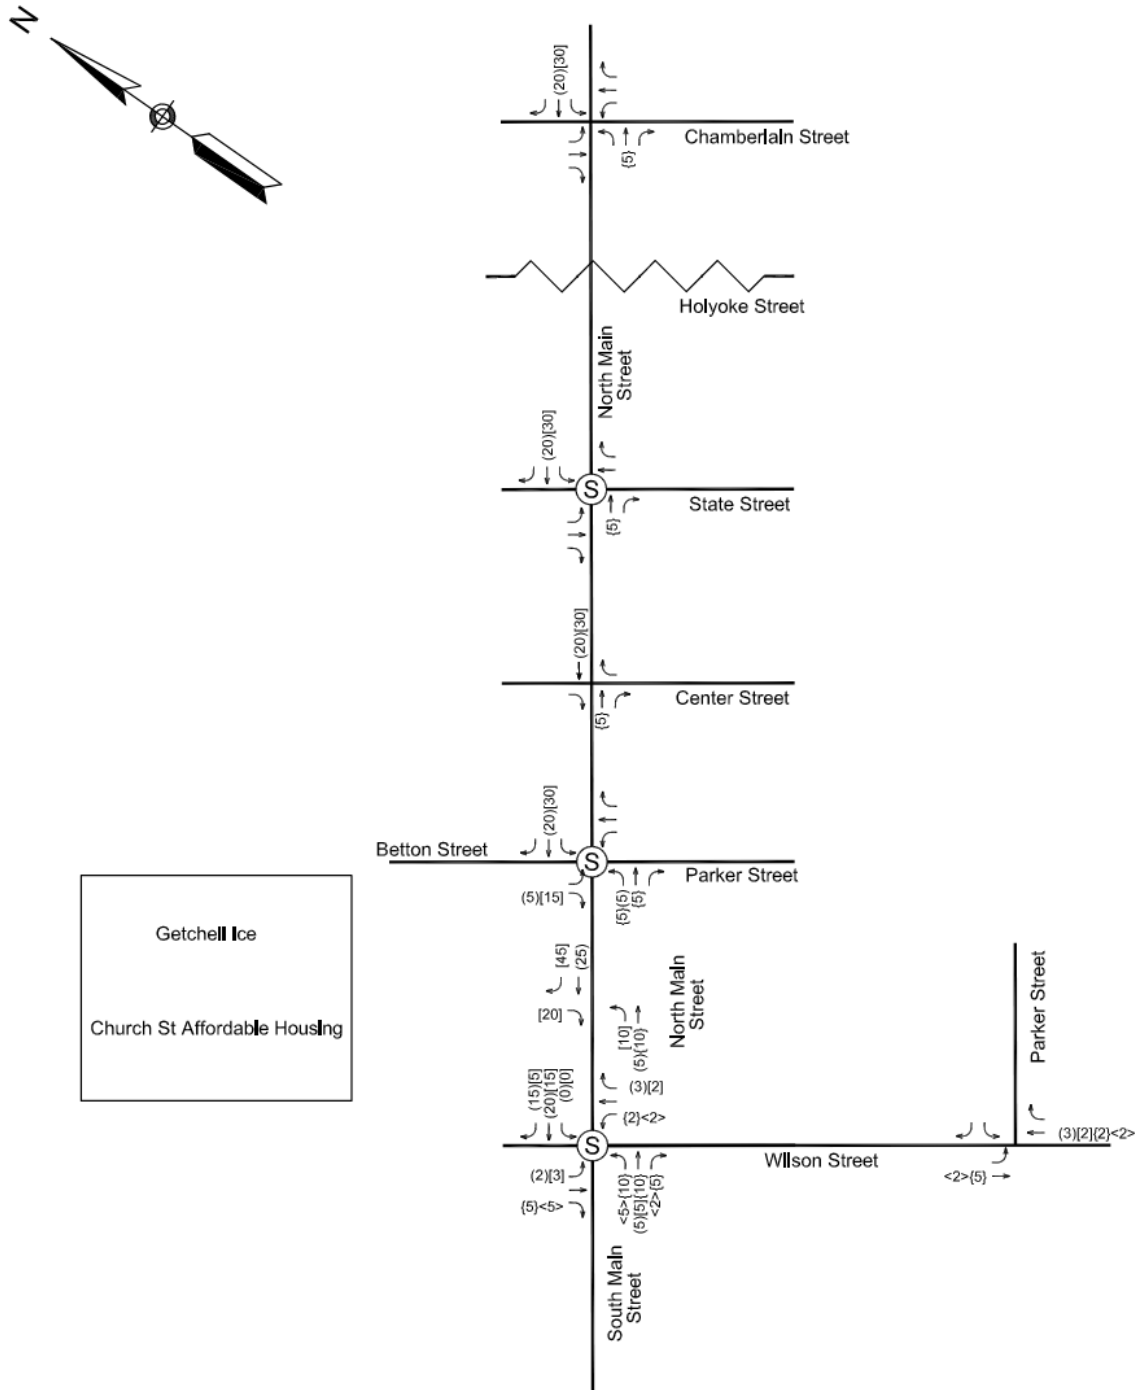 N
(20)[30]
Chamberlain Street
{5}
Holyoke Street
North Main
Street
(20)[30]
S
State Street
{5}
(20)[30]
Center Street
{5}
(20)[30]
Betton Street
S
Parker Street
(5)[15]
{5}(5)
{5}
Getchell Ice
Church St Affordable Housing
[45]
(25)
[20]
[10]
(5){10}
North Main
Street
Parker Street
(15)[5]
(20)[15]
(0)[0]
(3)[2]
{2}<2>
S
Wilson Street
(3)[2]{2}<2>
<2>{5}
(2)[3]
{5}<5>
<5>{10}
(5)[5]{10}
<2>{5}
South Main
Street